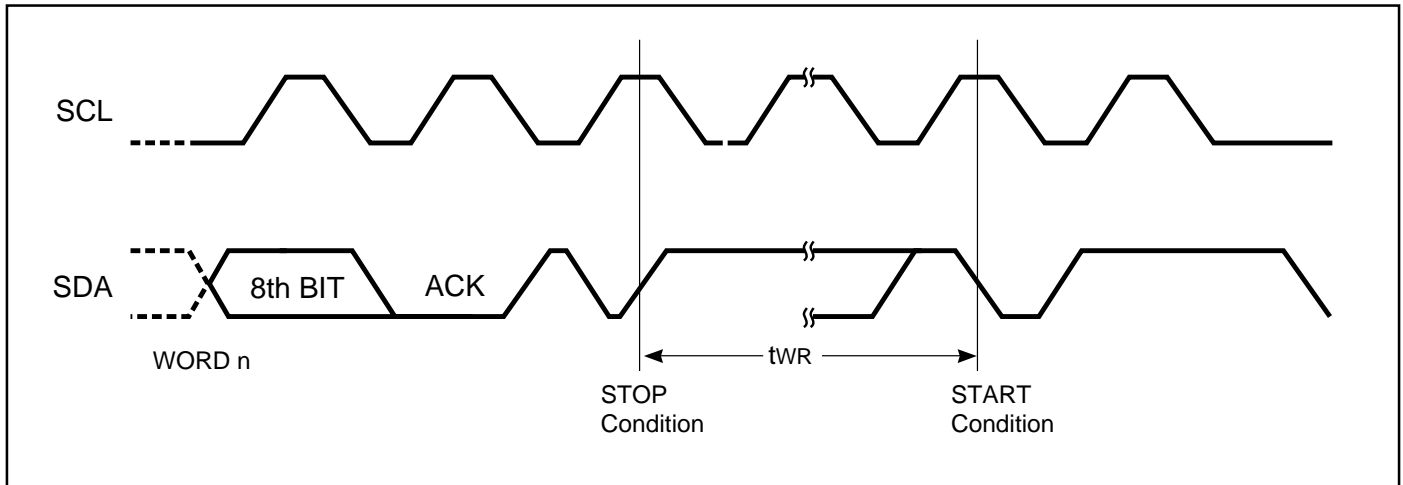 SCL
SDA
8th BIT
ACK
WORD n
tWR
STOP
Condition
START
Condition